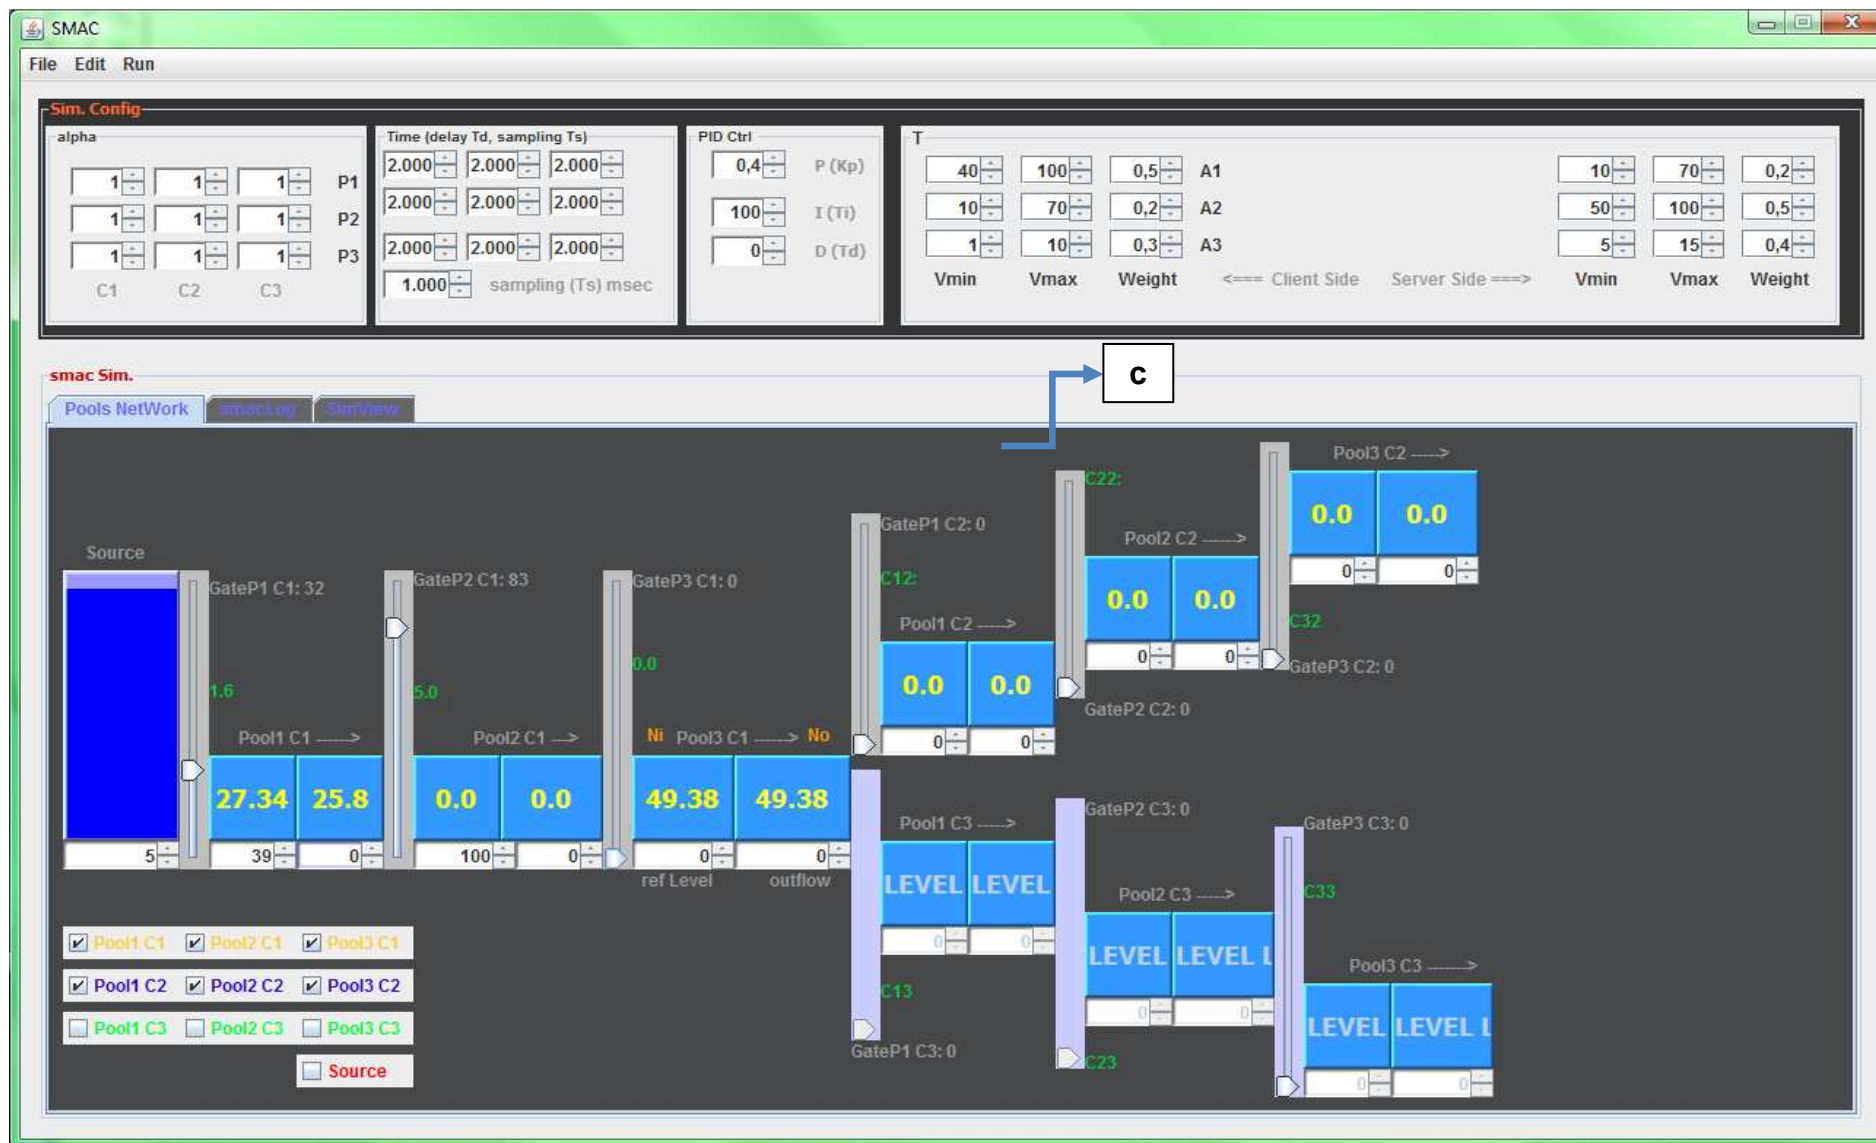 SMAC
File Edit Run
Sim. Config
alpha
1 1 1 P1
1 1 1 P2
1 1 1 P3
C1 C2 C3
Time (delay Td, sampling Ts)
2.000 2.000 2.000
2.000 2.000 2.000
2.000 2.000 2.000
1.000 sampling (Ts) msec
PID Ctrl
0,4 P (Kp)
100 I (Ti)
0 D (Td)
T
40 100 0,5 A1 10 70 0,2
10 70 0,2 A2 50 100 0,5
1 10 0,3 A3 5 15 0,4
Vmin Vmax Weight <=== Client Side Server Side ===> Vmin Vmax Weight
smac Sim.
c
Pools NetWork smacLog SimView
Source
5
GateP1 C1: 32
1.6
Pool1 C1 ----->
27.34 25.8
39 0
GateP2 C1: 83
5.0
Pool2 C1 --->
0.0 0.0
100 0
GateP3 C1: 0
0.0
Ni Pool3 C1 -----> No
49.38 49.38
0 0
ref Level outflow
GateP1 C2: 0
C12:
Pool1 C2 ----->
0.0 0.0
0 0
C22:
Pool2 C2 ----->
0.0 0.0
0 0
GateP2 C2: 0
Pool3 C2 ----->
0.0 0.0
0 0
C32
GateP3 C2: 0
Pool1 C3 ----->
LEVEL LEVEL
0 0
C13
GateP1 C3: 0
GateP2 C3: 0
Pool2 C3 ----->
LEVEL LEVEL L
0 0
C23
GateP3 C3: 0
C33
Pool3 C3 ------>
LEVEL LEVEL L
0 0
Pool1 C1 Pool2 C1 Pool3 C1
Pool1 C2 Pool2 C2 Pool3 C2
Pool1 C3 Pool2 C3 Pool3 C3
Source